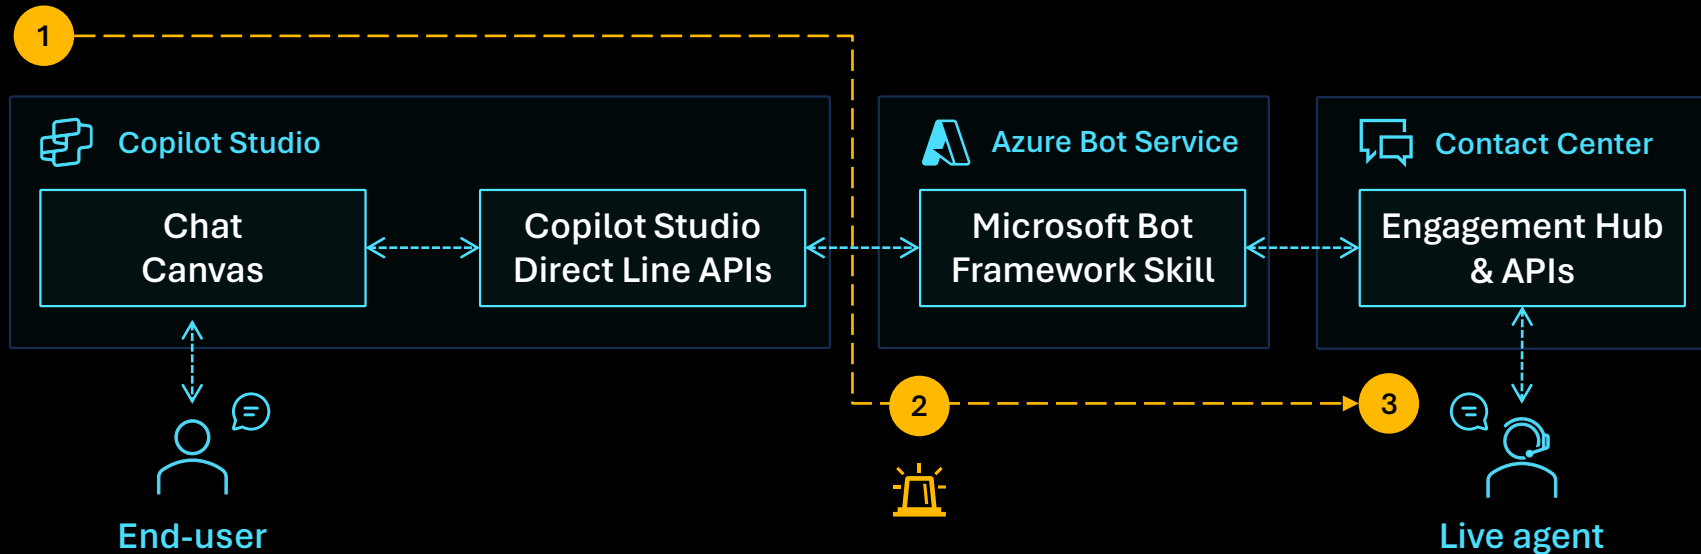 1
Copilot Studio
Azure Bot Service
Contact Center
Chat
Canvas
Copilot Studio
Direct Line APIs
Microsoft Bot
Framework Skill
Engagement Hub
& APIs
2
3
End-user
Live agent